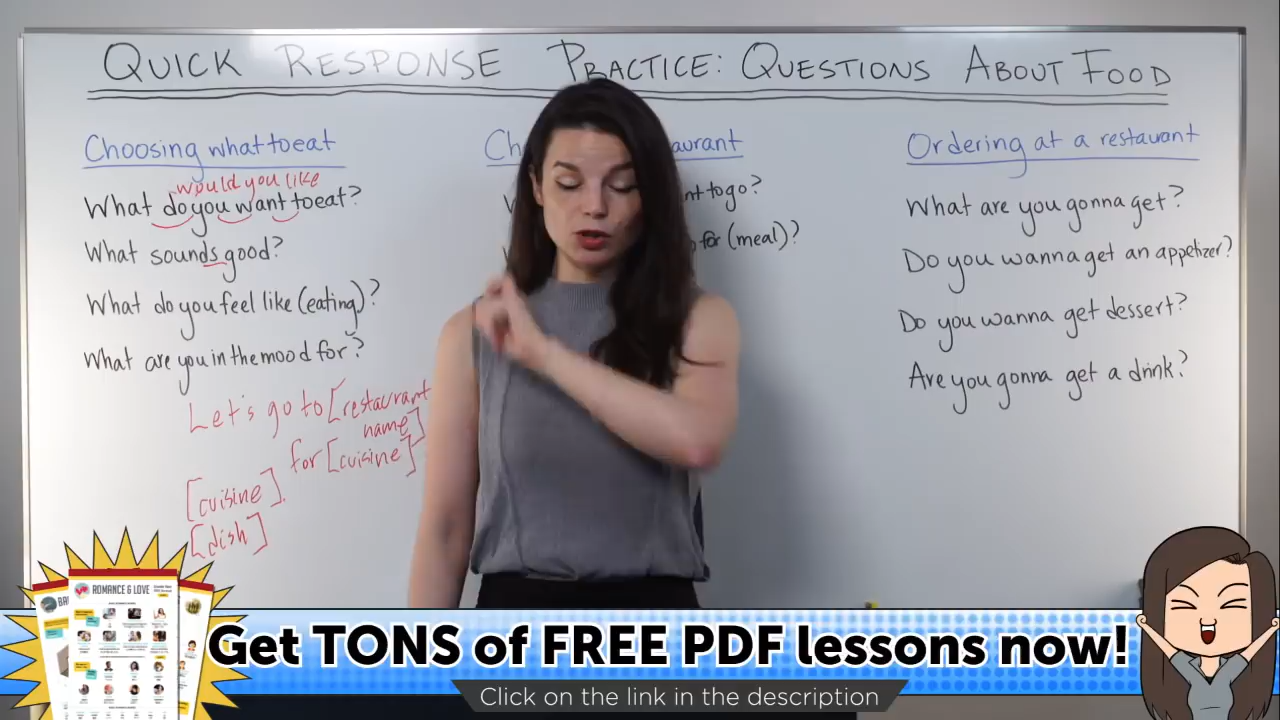 QUICK RESPONSE PRACTICE: QUESTIONS ABOUT FOOD
Choosing what to eat
would you like
What do you want to eat?
What sounds good?
What do you feel like (eating)?
What are you in the mood for?
Let's go to [restaurant
name]
for [cuisine]
[cuisine].
[dish]
Ch
aurant
nt to go?
for (meal)?
Ordering at a restaurant
What are you gonna get?
Do you wanna get an appetizer?
Do you wanna get dessert?
Are you gonna get a drink?
ROMANCE & LOVE
Get TONS of FREE PDF lessons now!
Click on the link in the description